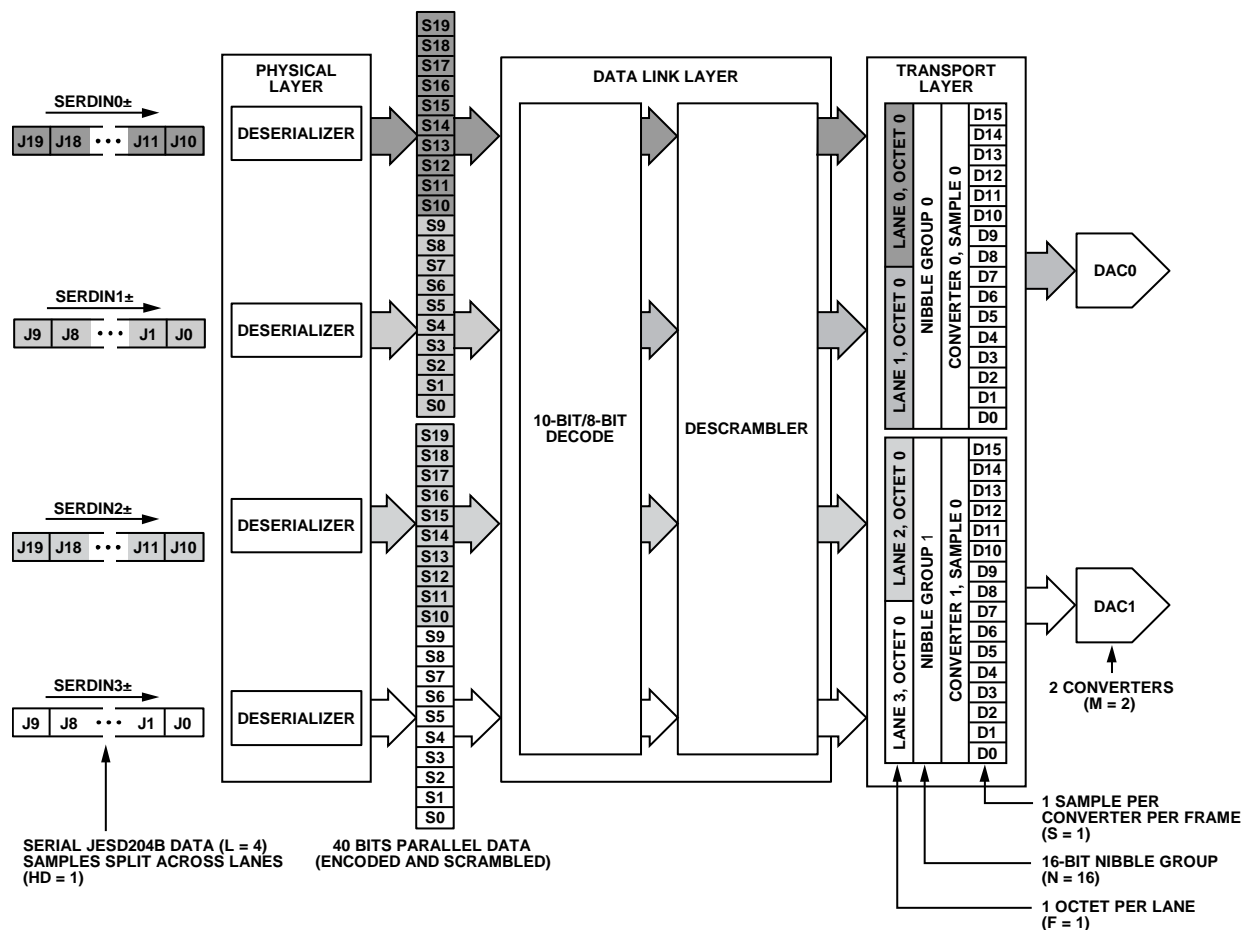 SERDIN0±
J19 J18 ••• J11 J10
SERDIN1±
J9 J8 ••• J1 J0
SERDIN2±
J19 J18 ••• J11 J10
SERDIN3±
J9 J8 ••• J1 J0
SERIAL JESD204B DATA (L = 4)
SAMPLES SPLIT ACROSS LANES
(HD = 1)
PHYSICAL
LAYER
DESERIALIZER
DESERIALIZER
DESERIALIZER
DESERIALIZER
S19
S18
S17
S16
S15
S14
S13
S12
S11
S10
S9
S8
S7
S6
S5
S4
S3
S2
S1
S0
S19
S18
S17
S16
S15
S14
S13
S12
S11
S10
S9
S8
S7
S6
S5
S4
S3
S2
S1
S0
40 BITS PARALLEL DATA
(ENCODED AND SCRAMBLED)
DATA LINK LAYER
10-BIT/8-BIT
DECODE
DESCRAMBLER
TRANSPORT
LAYER
LANE 0, OCTET 0
LANE 1, OCTET 0
NIBBLE GROUP 0
CONVERTER 0, SAMPLE 0
D15
D14
D13
D12
D11
D10
D9
D8
D7
D6
D5
D4
D3
D2
D1
D0
LANE 2, OCTET 0
LANE 3, OCTET 0
NIBBLE GROUP 1
CONVERTER 1, SAMPLE 0
D15
D14
D13
D12
D11
D10
D9
D8
D7
D6
D5
D4
D3
D2
D1
D0
DAC0
DAC1
2 CONVERTERS
(M = 2)
1 SAMPLE PER
CONVERTER PER FRAME
(S = 1)
16-BIT NIBBLE GROUP
(N = 16)
1 OCTET PER LANE
(F = 1)